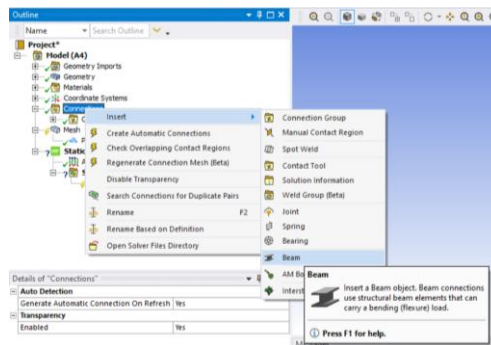 Outline
Name
Search Outline
Project*
Model (A4)
Geometry Imports
Geometry
Materials
Coordinate Systems
Connections
Mesh
Insert
Create Automatic Connections
Check Overlapping Contact Regions
Regenerate Connection Mesh (Beta)
Disable Transparency
Search Connections for Duplicate Pairs
Rename F2
Rename Based on Definition
Open Solver Files Directory
Connection Group
Manual Contact Region
Spot Weld
Contact Tool
Solution Information
Weld Group (Beta)
Joint
Spring
Bearing
Beam
AM Bo
Interst
Beam
Insert a Beam object. Beam connections
use structural beam elements that can
carry a bending (flexure) load.
Press F1 for help.
Details of "Connections"
Auto Detection
Generate Automatic Connection On Refresh Yes
Transparency
Enabled Yes